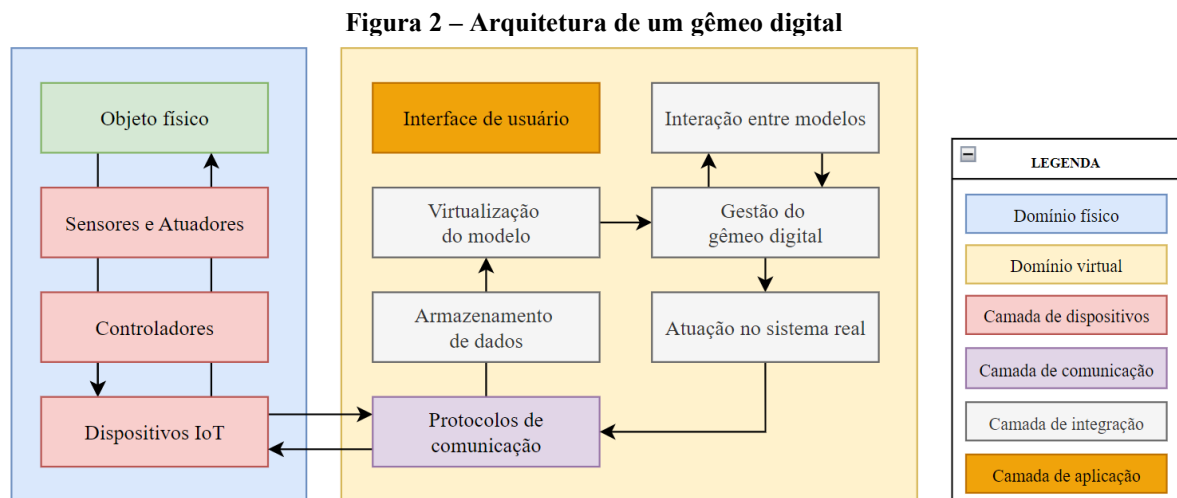 Figura 2 – Arquitetura de um gêmeo digital
Objeto físico
Sensores e Atuadores
Controladores
Dispositivos IoT
Interface de usuário
Interação entre modelos
Virtualização
do modelo
Gestão do
gêmeo digital
Armazenamento
de dados
Atuação no sistema real
Protocolos de
comunicação
LEGENDA
Domínio físico
Domínio virtual
Camada de dispositivos
Camada de comunicação
Camada de integração
Camada de aplicação